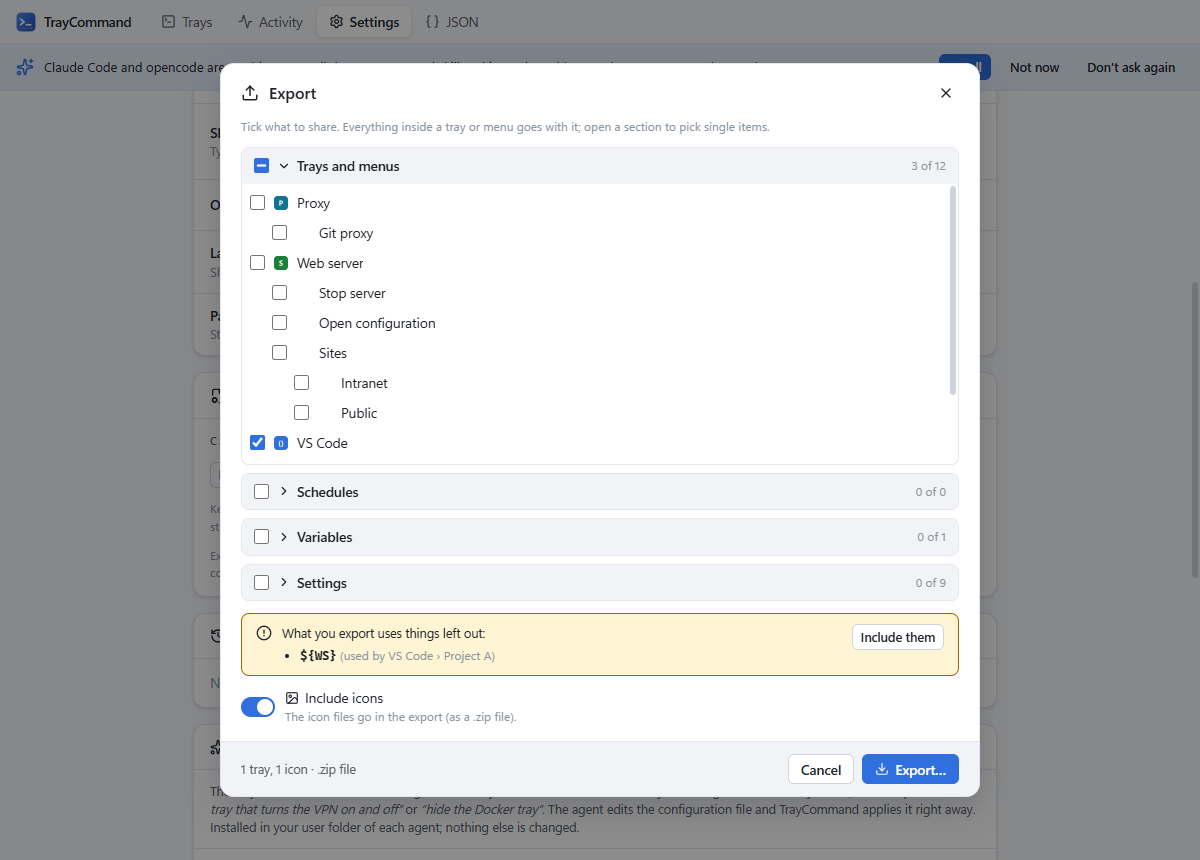 TrayCommand
Trays
Activity
Settings
{ } JSON
Claude Code and opencode are
Not now
Don't ask again
Export
Tick what to share. Everything inside a tray or menu goes with it; open a section to pick single items.
Trays and menus
3 of 12
P Proxy
Git proxy
S Web server
Stop server
Open configuration
Sites
Intranet
Public
VS Code
Schedules
0 of 0
Variables
0 of 1
Settings
0 of 9
What you export uses things left out:
Include them
• ${WS} (used by VS Code › Project A)
Include icons
The icon files go in the export (as a .zip file).
1 tray, 1 icon · .zip file
Cancel
Export...
tray that turns the VPN on and off” or “hide the Docker tray”. The agent edits the configuration file and TrayCommand applies it right away.
Installed in your user folder of each agent; nothing else is changed.